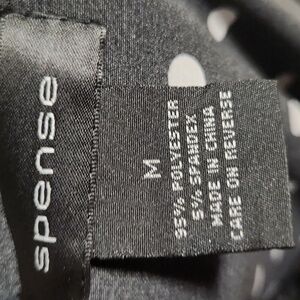 spense
M
95% POLYESTER
5% SPANDEX
MADE IN CHINA
CARE ON REVERSE